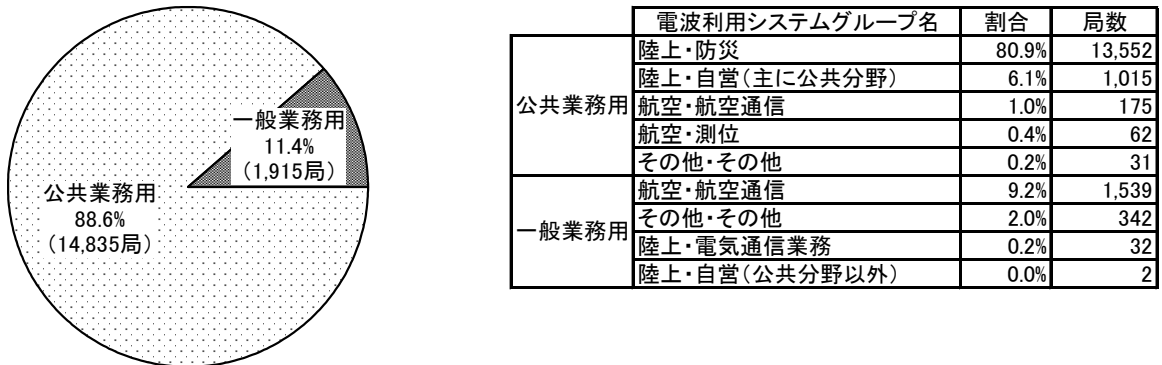 一般業務用
11.4%
（1,915局）
公共業務用
88.6%
（14,835局）
電波利用システムグループ名 割合 局数
公共業務用
陸上・防災 80.9% 13,552
陸上・自営（主に公共分野） 6.1% 1,015
航空・航空通信 1.0% 175
航空・測位 0.4% 62
その他・その他 0.2% 31
一般業務用
航空・航空通信 9.2% 1,539
その他・その他 2.0% 342
陸上・電気通信業務 0.2% 32
陸上・自営（公共分野以外） 0.0% 2